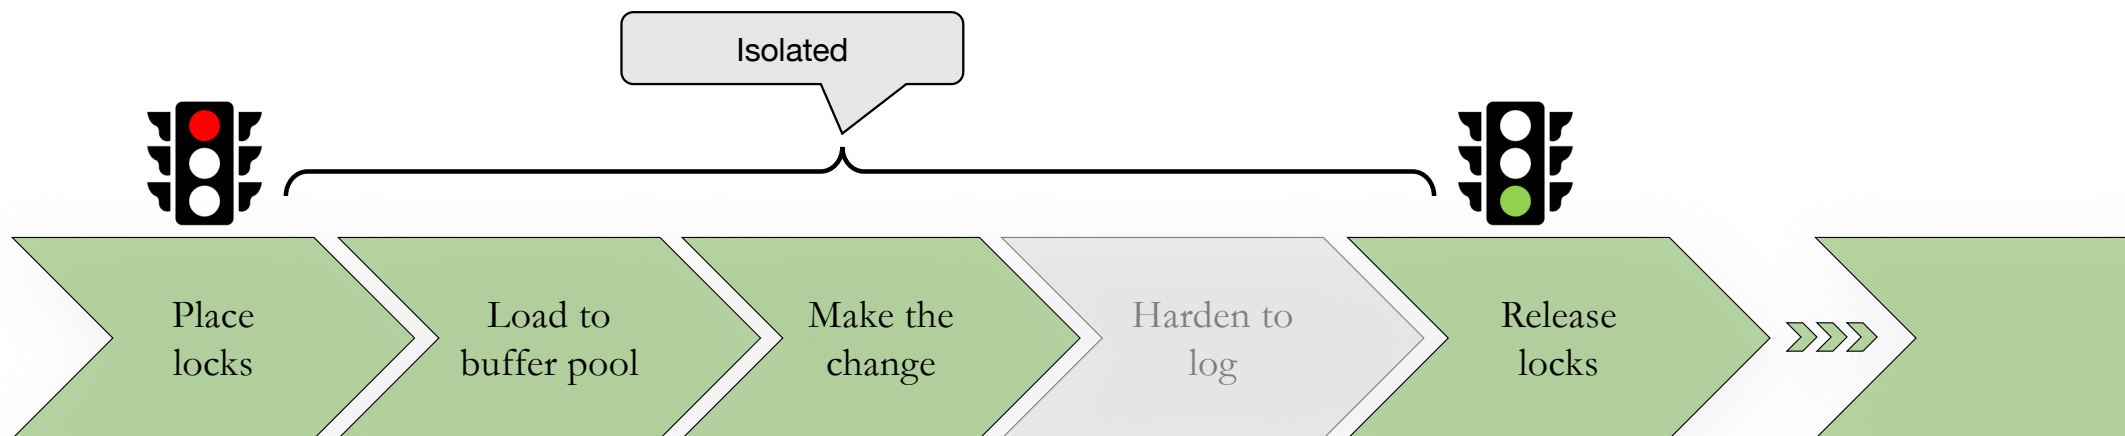 Isolated
Place
locks
Load to
buffer pool
Make the
change
Harden to
log
Release
locks